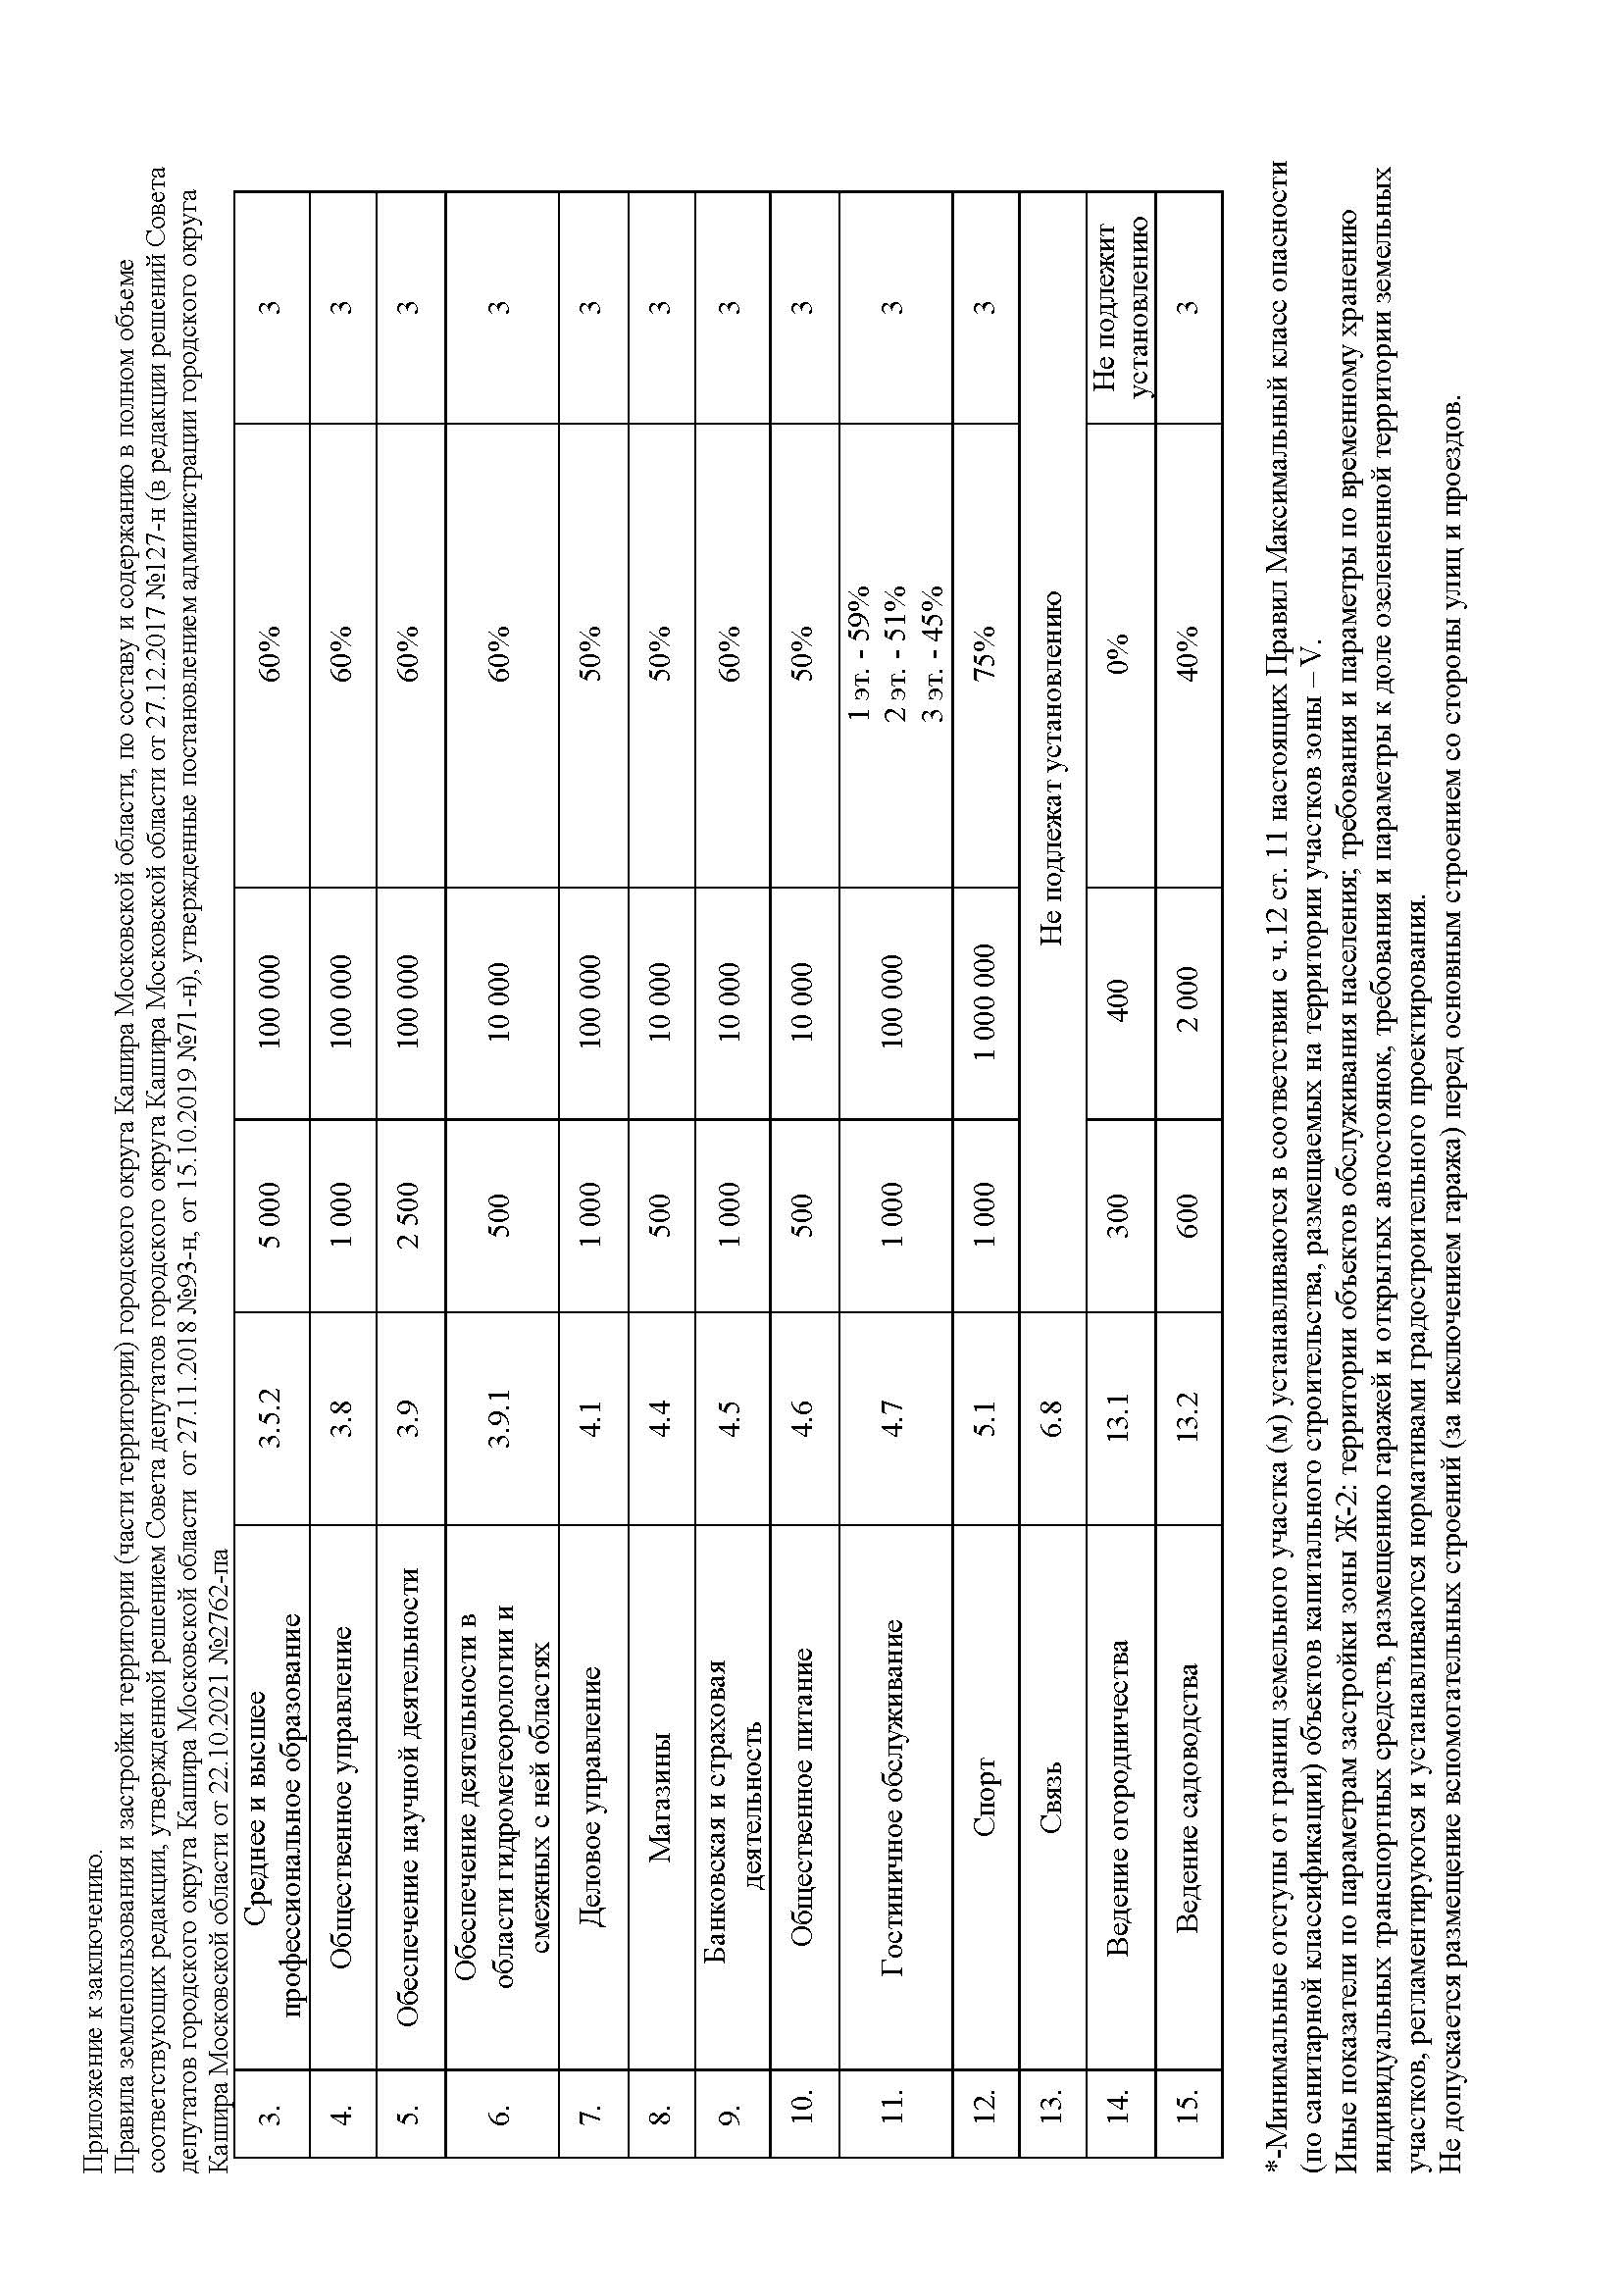 Приложение к заключению.
Правила землепользования и застройки территории (части территории) городского округа Кашира Московской области, по составу и содержанию в полном объеме
соответствующих редакции, утвержденной решением Совета депутатов городского округа Кашира Московской области от 27.12.2017 №127-н (в редакции решений Совета
депутатов городского округа Кашира Московской области от 27.11.2018 №93-н, от 15.10.2019 №71-н), утвержденные постановлением администрации городского округа
Кашира Московской области от 22.10.2021 №2762-па
3. Среднее и высшее профессиональное образование 3.5.2 5 000 100 000 60% 3
4. Общественное управление 3.8 1 000 100 000 60% 3
5. Обеспечение научной деятельности 3.9 2 500 100 000 60% 3
6. Обеспечение деятельности в области гидрометеорологии и смежных с ней областях 3.9.1 500 10 000 60% 3
7. Деловое управление 4.1 1 000 100 000 50% 3
8. Магазины 4.4 500 10 000 50% 3
9. Банковская и страховая деятельность 4.5 1 000 10 000 60% 3
10. Общественное питание 4.6 500 10 000 50% 3
11. Гостиничное обслуживание 4.7 1 000 100 000 1 эт. - 59% 2 эт. - 51% 3 эт. - 45% 3
12. Спорт 5.1 1 000 1 000 000 75% 3
13. Связь 6.8 Не подлежат установлению
14. Ведение огородничества 13.1 300 400 0% Не подлежит установлению
15. Ведение садоводства 13.2 600 2 000 40% 3
*-Минимальные отступы от границ земельного участка (м) устанавливаются в соответствии с ч.12 ст. 11 настоящих Правил Максимальный класс опасности
(по санитарной классификации) объектов капитального строительства, размещаемых на территории участков зоны – V.
Иные показатели по параметрам застройки зоны Ж-2: территории объектов обслуживания населения; требования и параметры по временному хранению
индивидуальных транспортных средств, размещению гаражей и открытых автостоянок, требования и параметры к доле озелененной территории земельных
участков, регламентируются и устанавливаются нормативами градостроительного проектирования.
Не допускается размещение вспомогательных строений (за исключением гаража) перед основным строением со стороны улиц и проездов.